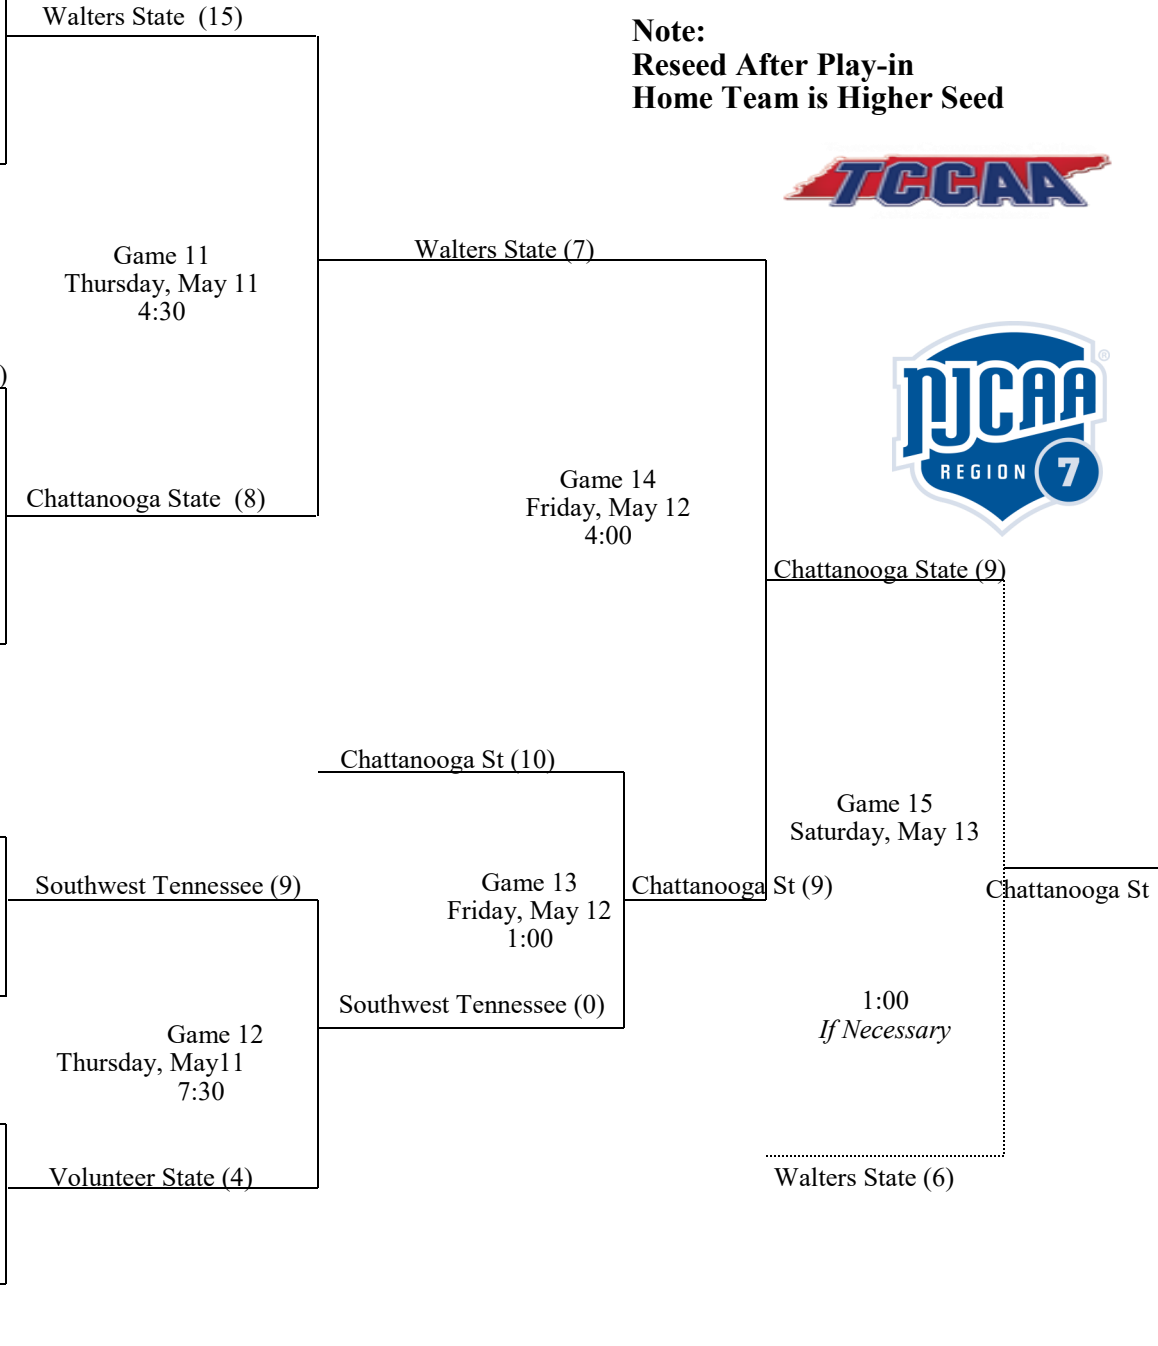 Walters State  (15)
Note:
Reseed After Play-in
Home Team is Higher Seed
TCCAA
Walters State (7)
Game 11
Thursday, May 11
4:30
NJCAA
®
REGION 7
)
Chattanooga State  (8)
Game 14
Friday, May 12
4:00
Chattanooga State (9)
Chattanooga St (10)
Game 15
Saturday, May 13
Southwest Tennessee (9)
Game 13
Friday, May 12
1:00
Chattanooga St (9)
Chattanooga St
Southwest Tennessee (0)
1:00
If Necessary
Game 12
Thursday, May11
7:30
Volunteer State (4)
Walters State (6)